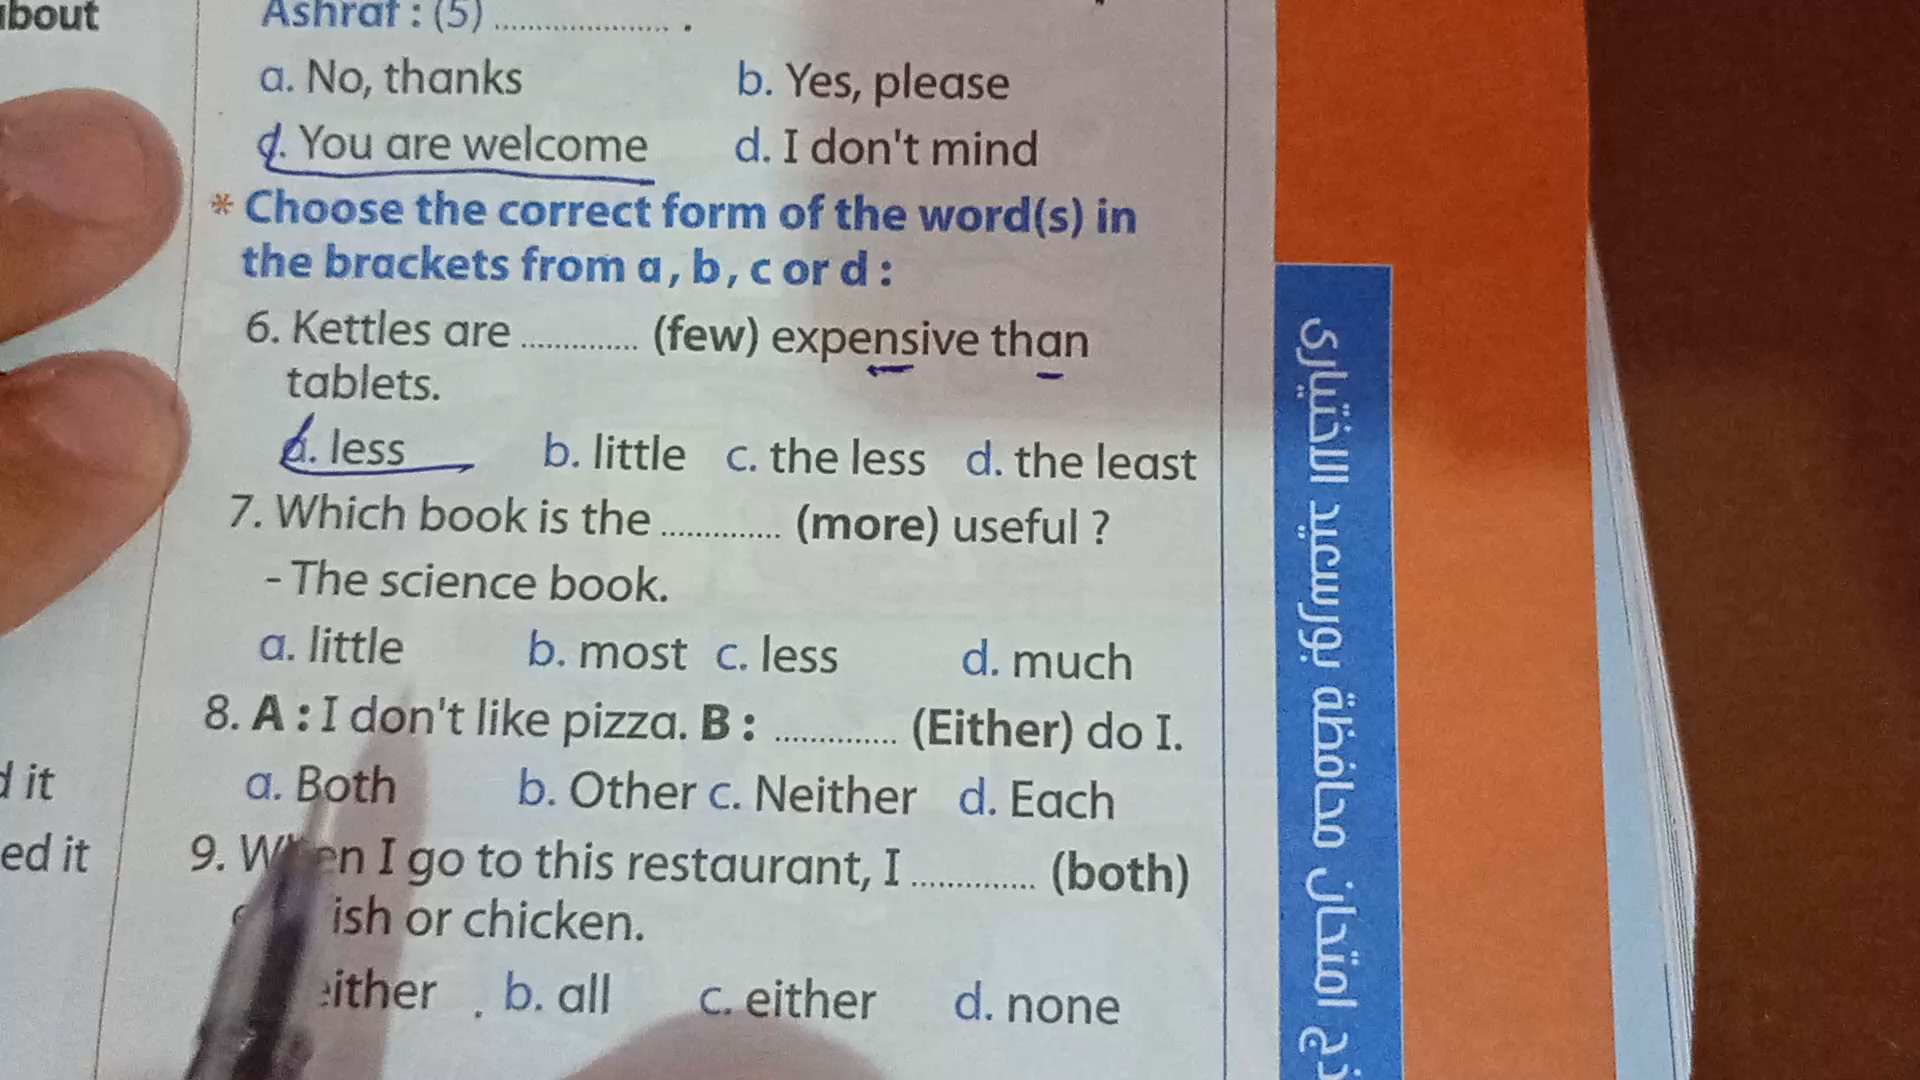 about
Ashraf : (5) .................... .
a. No, thanks b. Yes, please
c. You are welcome d. I don't mind
* Choose the correct form of the word(s) in
the brackets from a , b , c or d :
6. Kettles are ............. (few) expensive than
tablets.
a. less b. little c. the less d. the least
7. Which book is the .............. (more) useful ?
- The science book.
a. little b. most c. less d. much
8. A : I don't like pizza. B : .............. (Either) do I.
a. Both b. Other c. Neither d. Each
d it
ed it
9. When I go to this restaurant, I .............. (both)
or chicken.
b. all c. either d. none
امتحان محافظة بورسعيد الاختيارى